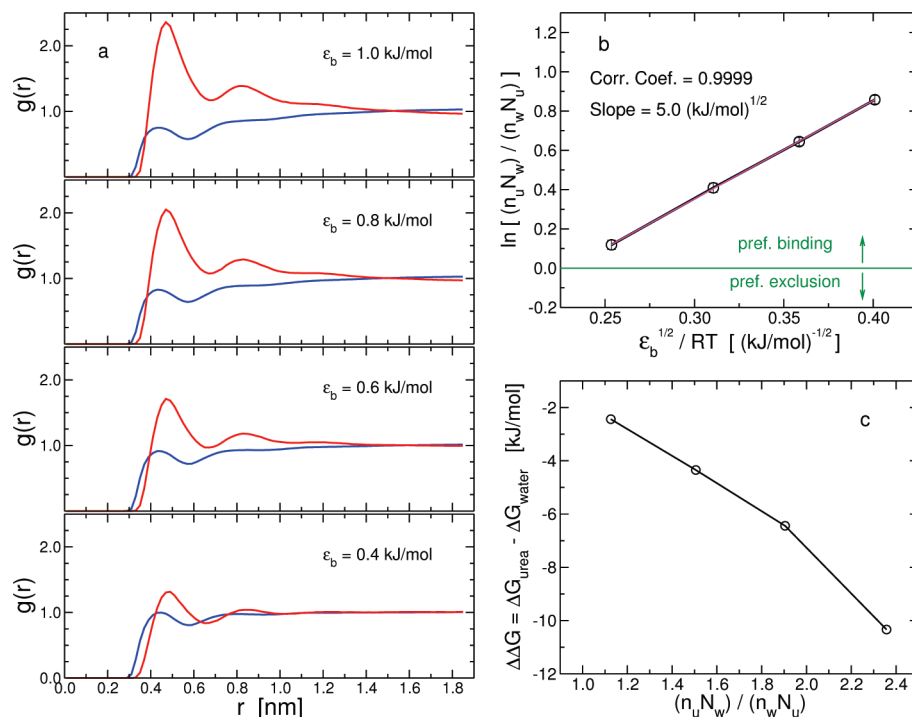 a
ε_b = 1.0 kJ/mol
g(r)
2.0
1.0
0.0
ε_b = 0.8 kJ/mol
g(r)
2.0
1.0
0.0
ε_b = 0.6 kJ/mol
g(r)
2.0
1.0
0.0
ε_b = 0.4 kJ/mol
g(r)
2.0
1.0
0.0
0.0 0.2 0.4 0.6 0.8 1.0 1.2 1.4 1.6 1.8
r [nm]
b
Corr. Coef. = 0.9999
Slope = 5.0 (kJ/mol)^{1/2}
ln [ (n_u N_w) / (n_w N_u) ]
1.2
1.0
0.8
0.6
0.4
0.2
0.0
-0.2
pref. binding
pref. exclusion
0.25 0.30 0.35 0.40
ε_b^{1/2} / RT [ (kJ/mol)^{-1/2} ]
c
ΔΔG = ΔG_urea - ΔG_water [kJ/mol]
-2
-4
-6
-8
-10
-12
1.2 1.4 1.6 1.8 2.0 2.2 2.4
(n_u N_w) / (n_w N_u)